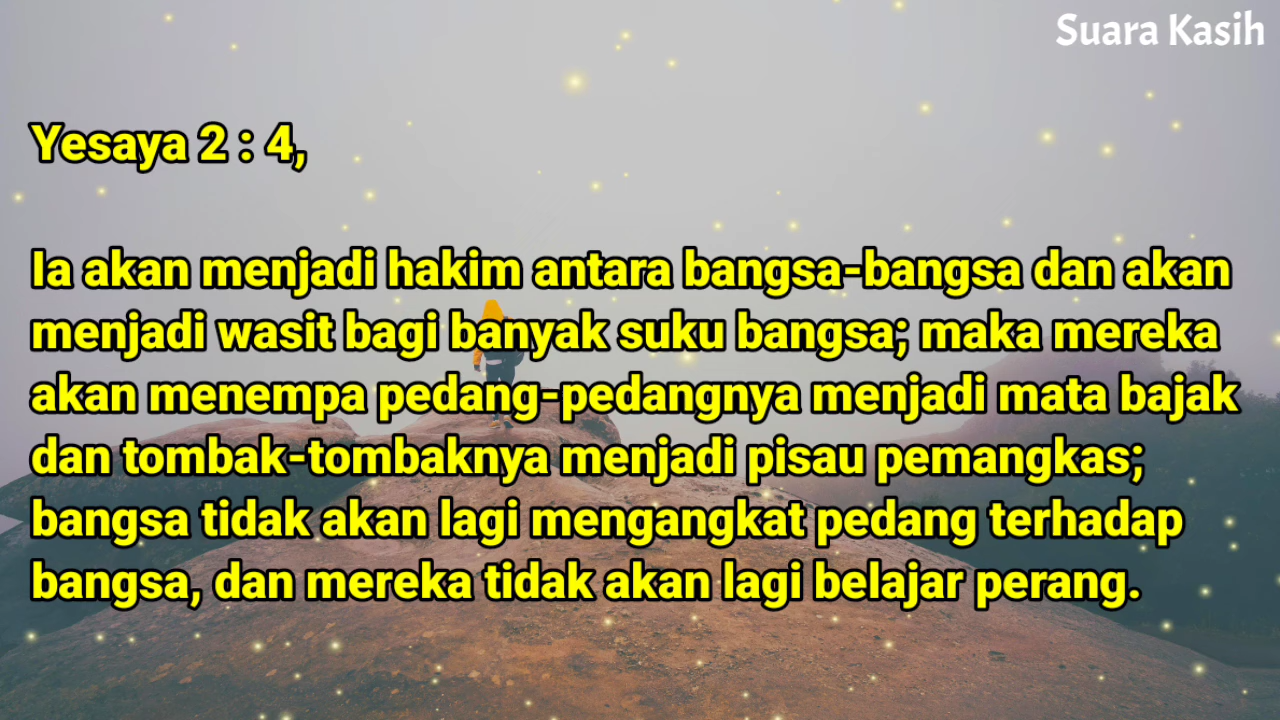 Suara Kasih
Yesaya 2 : 4,
Ia akan menjadi hakim antara bangsa-bangsa dan akan
menjadi wasit bagi banyak suku bangsa; maka mereka
akan menempa pedang-pedangnya menjadi mata bajak
dan tombak-tombaknya menjadi pisau pemangkas;
bangsa tidak akan lagi mengangkat pedang terhadap
bangsa, dan mereka tidak akan lagi belajar perang.